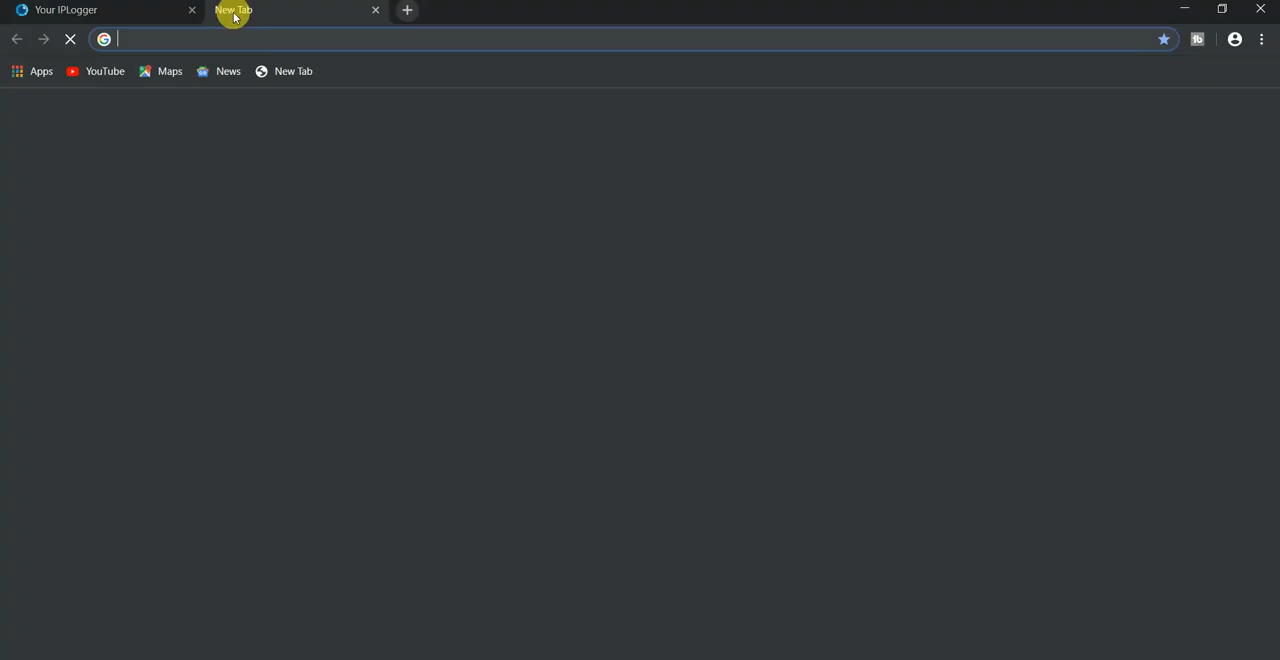 Your IPLogger
New Tab
Apps
YouTube
Maps
News
New Tab